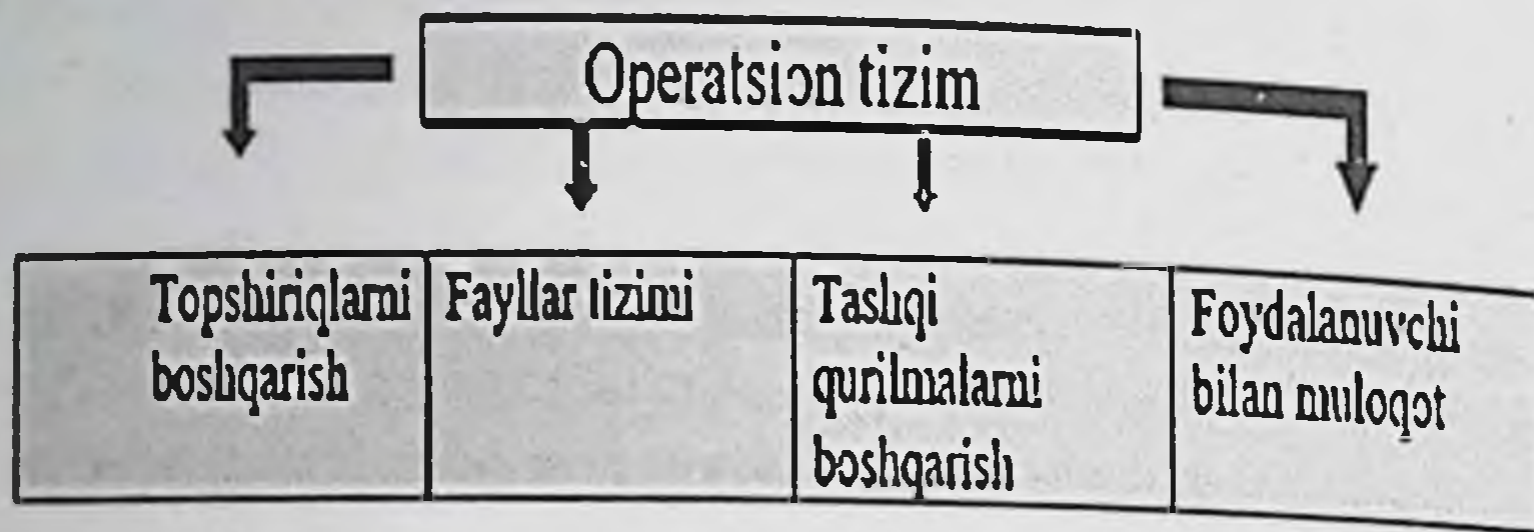 Operatsion tizim
Topshiriqlarni
boshqarish
Fayllar tizimi
Tashqi
qurilmalarni
boshqarish
Foydalanuvchi
bilan muloqot